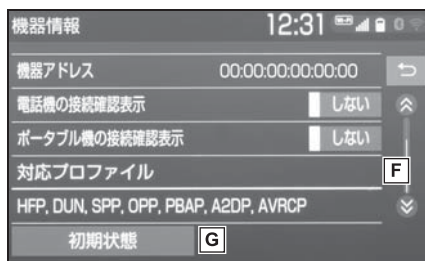 機器情報 12:31
機器アドレス 00:00:00:00:00:00
電話機の接続確認表示 しない
ポータブル機の接続確認表示 しない
対応プロファイル
F
HFP, DUN, SPP, OPP, PBAP, A2DP, AVRCP
初期状態 G